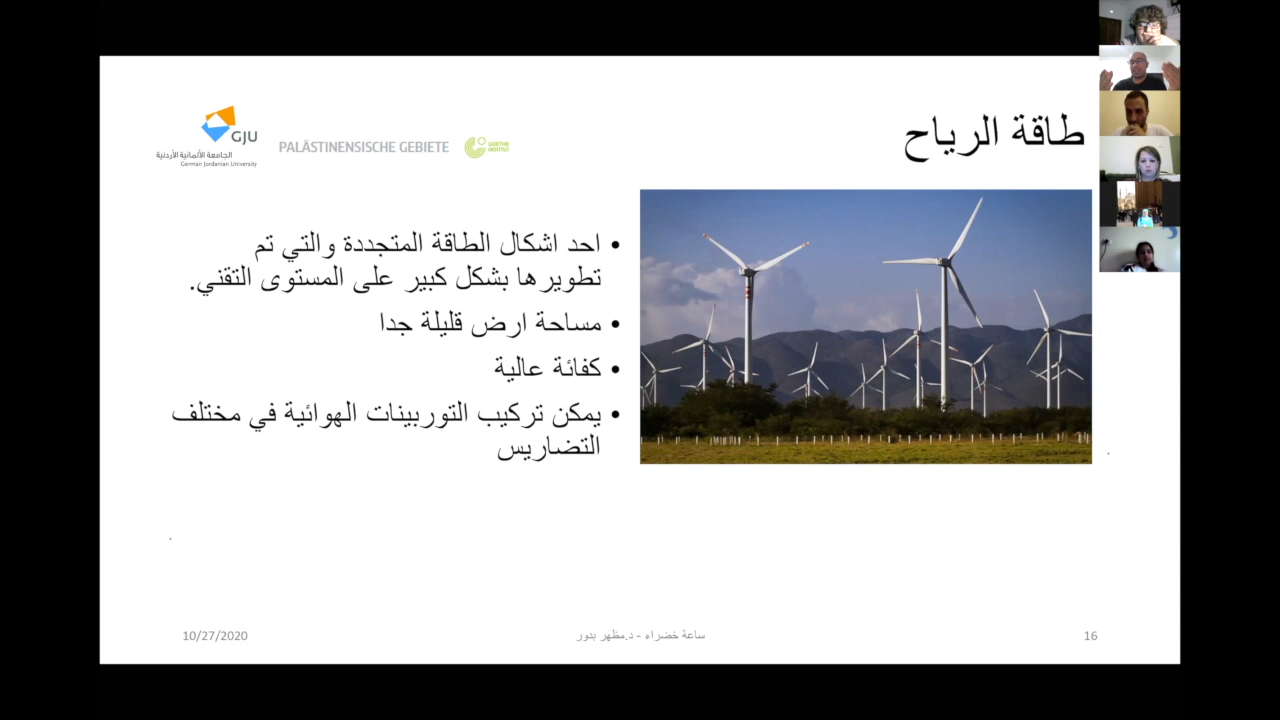 طاقة الرياح
GJU
الجامعة الألمانية الأردنية
German Jordanian University
PALÄSTINENSISCHE GEBIETE
GOETHE
INSTITUT
• احد اشكال الطاقة المتجددة والتي تم
تطويرها بشكل كبير على المستوى التقني.
• مساحة ارض قليلة جدا
• كفائة عالية
• يمكن تركيب التوربينات الهوائية في مختلف
التضاريس
10/27/2020
ساعة خضراء - د.مظهر بدور
16